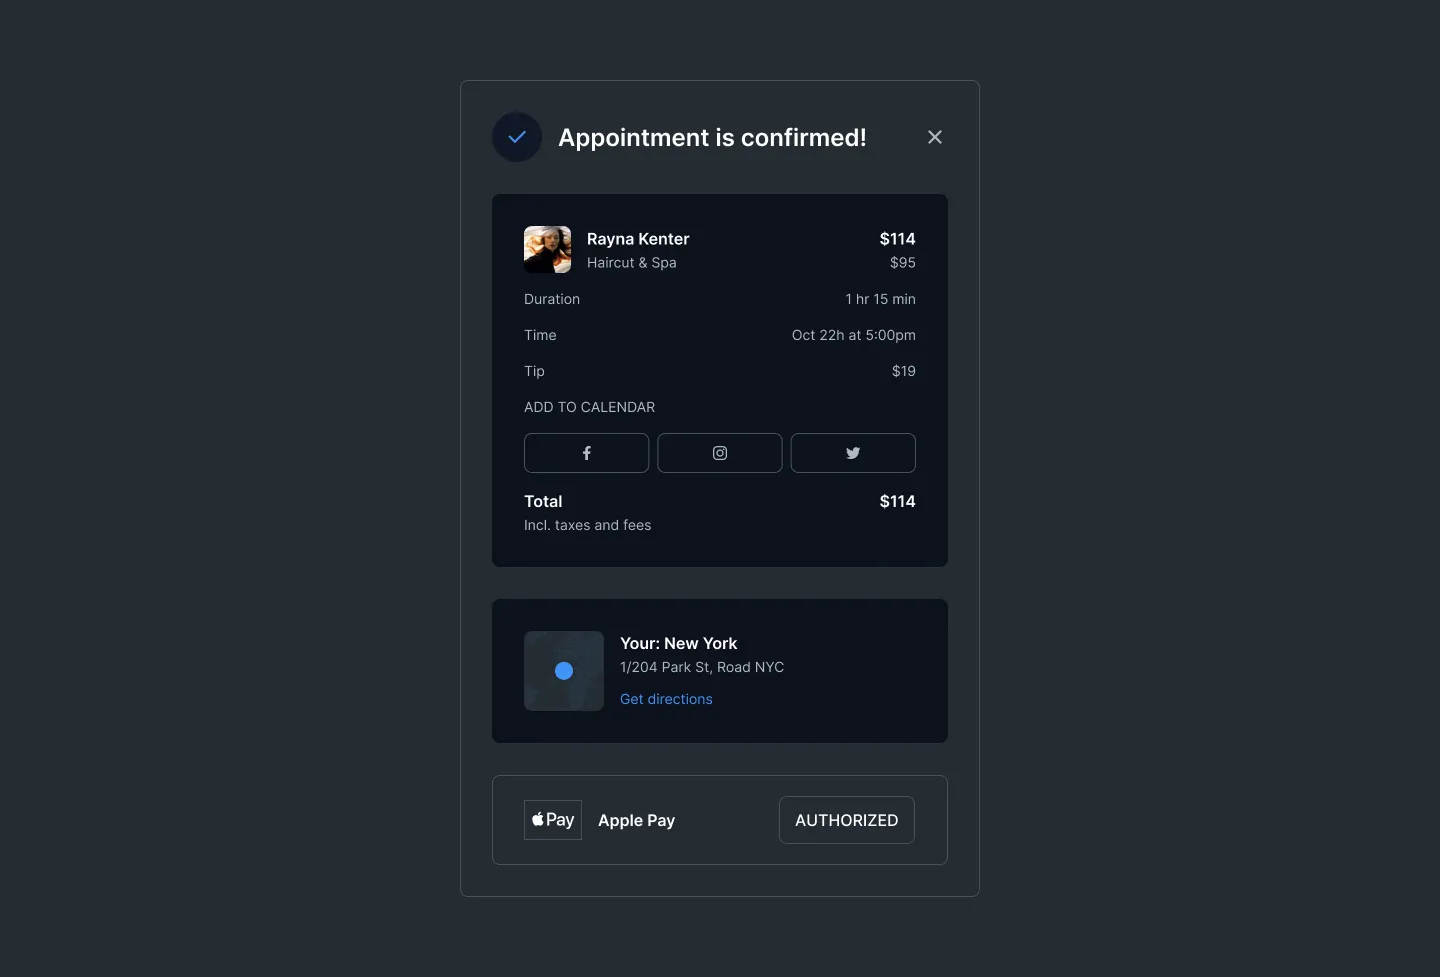 Appointment is confirmed!
Rayna Kenter $114
Haircut & Spa $95
Duration 1 hr 15 min
Time Oct 22h at 5:00pm
Tip $19
ADD TO CALENDAR
Total $114
Incl. taxes and fees
Your: New York
1/204 Park St, Road NYC
Get directions
Pay Apple Pay AUTHORIZED